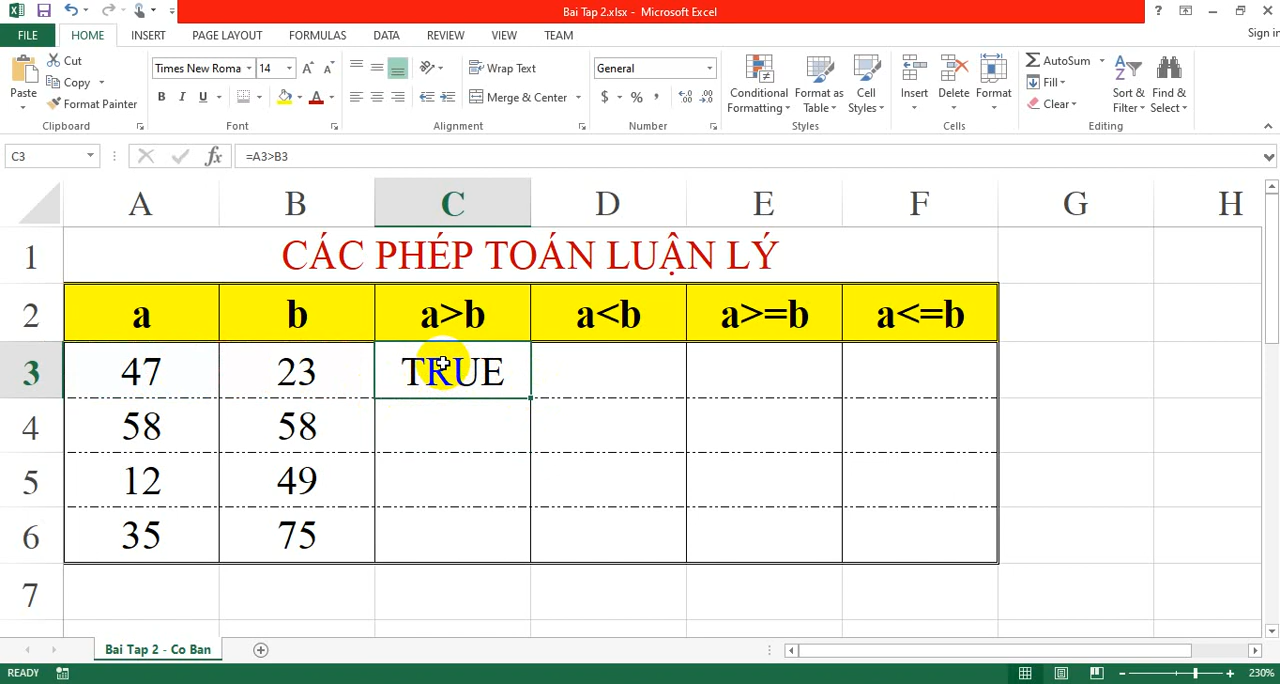 Bai Tap 2.xlsx - Microsoft Excel
?
FILE HOME INSERT PAGE LAYOUT FORMULAS DATA REVIEW VIEW TEAM Sign in
Paste
Cut
Copy
Format Painter
Clipboard
Times New Roma 14 A A
B I U A
Font
Wrap Text
Merge & Center
Alignment
General
$ % ,
Number
Conditional Formatting
Format as Table
Cell Styles
Styles
Insert
Delete
Format
Cells
AutoSum
Fill
Clear
Sort & Filter
Find & Select
Editing
C3 fx =A3>B3
A B C D E F G H
1 CÁC PHÉP TOÁN LUẬN LÝ
2 a b a>b a<b a>=b a<=b
3 47 23 TRUE
4 58 58
5 12 49
6 35 75
7
Bai Tap 2 - Co Ban
READY 230%